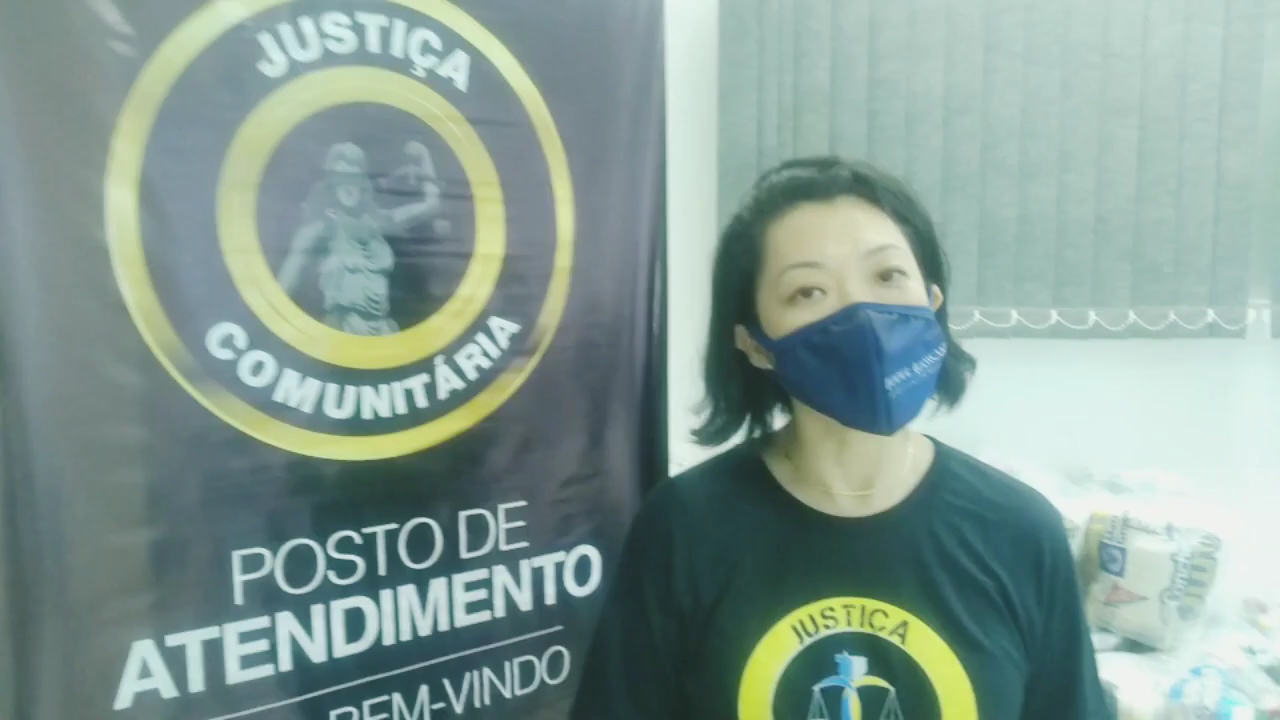 JUSTIÇA
COMUNITÁRIA
POSTO DE
ATENDIMENTO
BEM-VINDO
JUSTIÇA